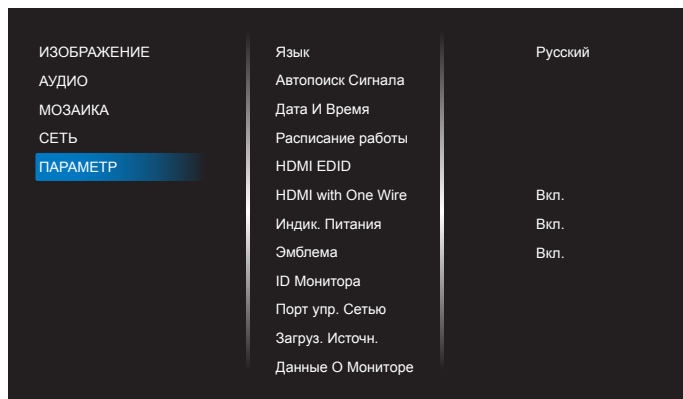 ИЗОБРАЖЕНИЕ
АУДИО
МОЗАИКА
СЕТЬ
ПАРАМЕТР
Язык Русский
Автопоиск Сигнала
Дата И Время
Расписание работы
HDMI EDID
HDMI with One Wire Вкл.
Индик. Питания Вкл.
Эмблема Вкл.
ID Монитора
Порт упр. Сетью
Загруз. Источн.
Данные О Мониторе